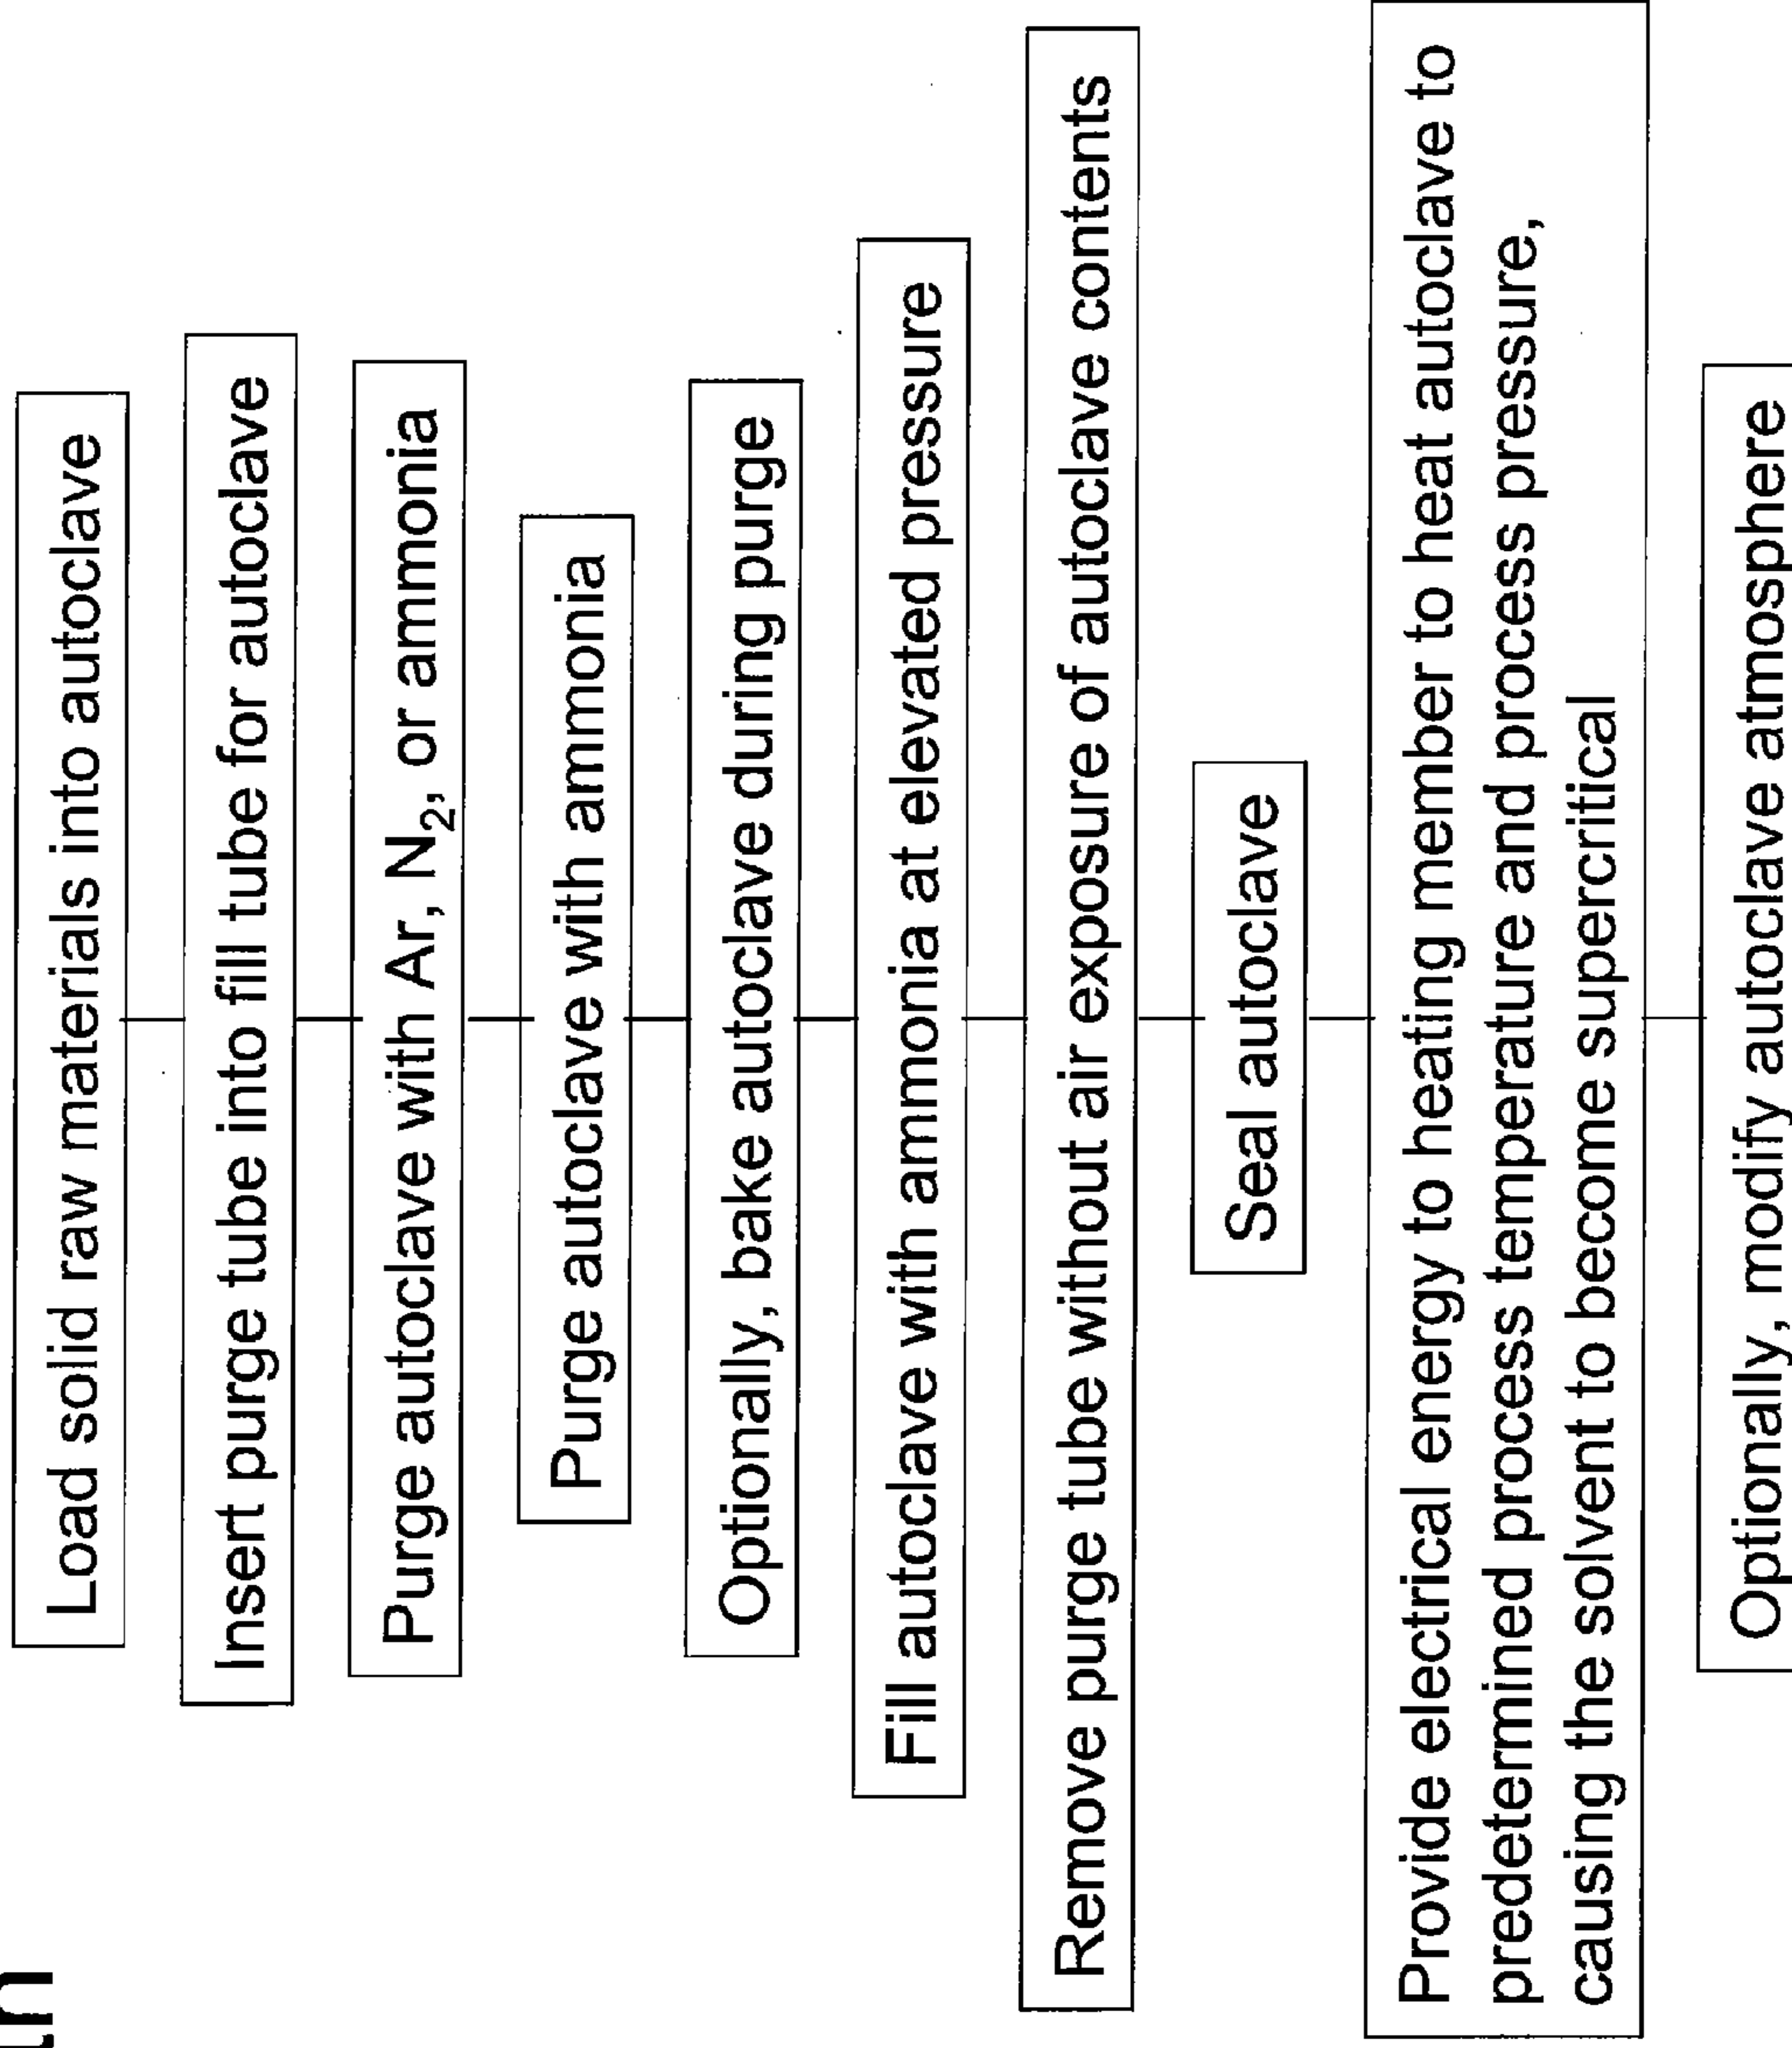 Load solid raw materials into autoclave
Insert purge tube into fill tube for autoclave
Purge autoclave with Ar, N₂, or ammonia
Purge autoclave with ammonia
Optionally, bake autoclave during purge
Fill autoclave with ammonia at elevated pressure
Remove purge tube without air exposure of autoclave contents
Seal autoclave
Provide electrical energy to heating member to heat autoclave to
predetermined process temperature and process pressure,
causing the solvent to become supercritical
Optionally, modify autoclave atmosphere